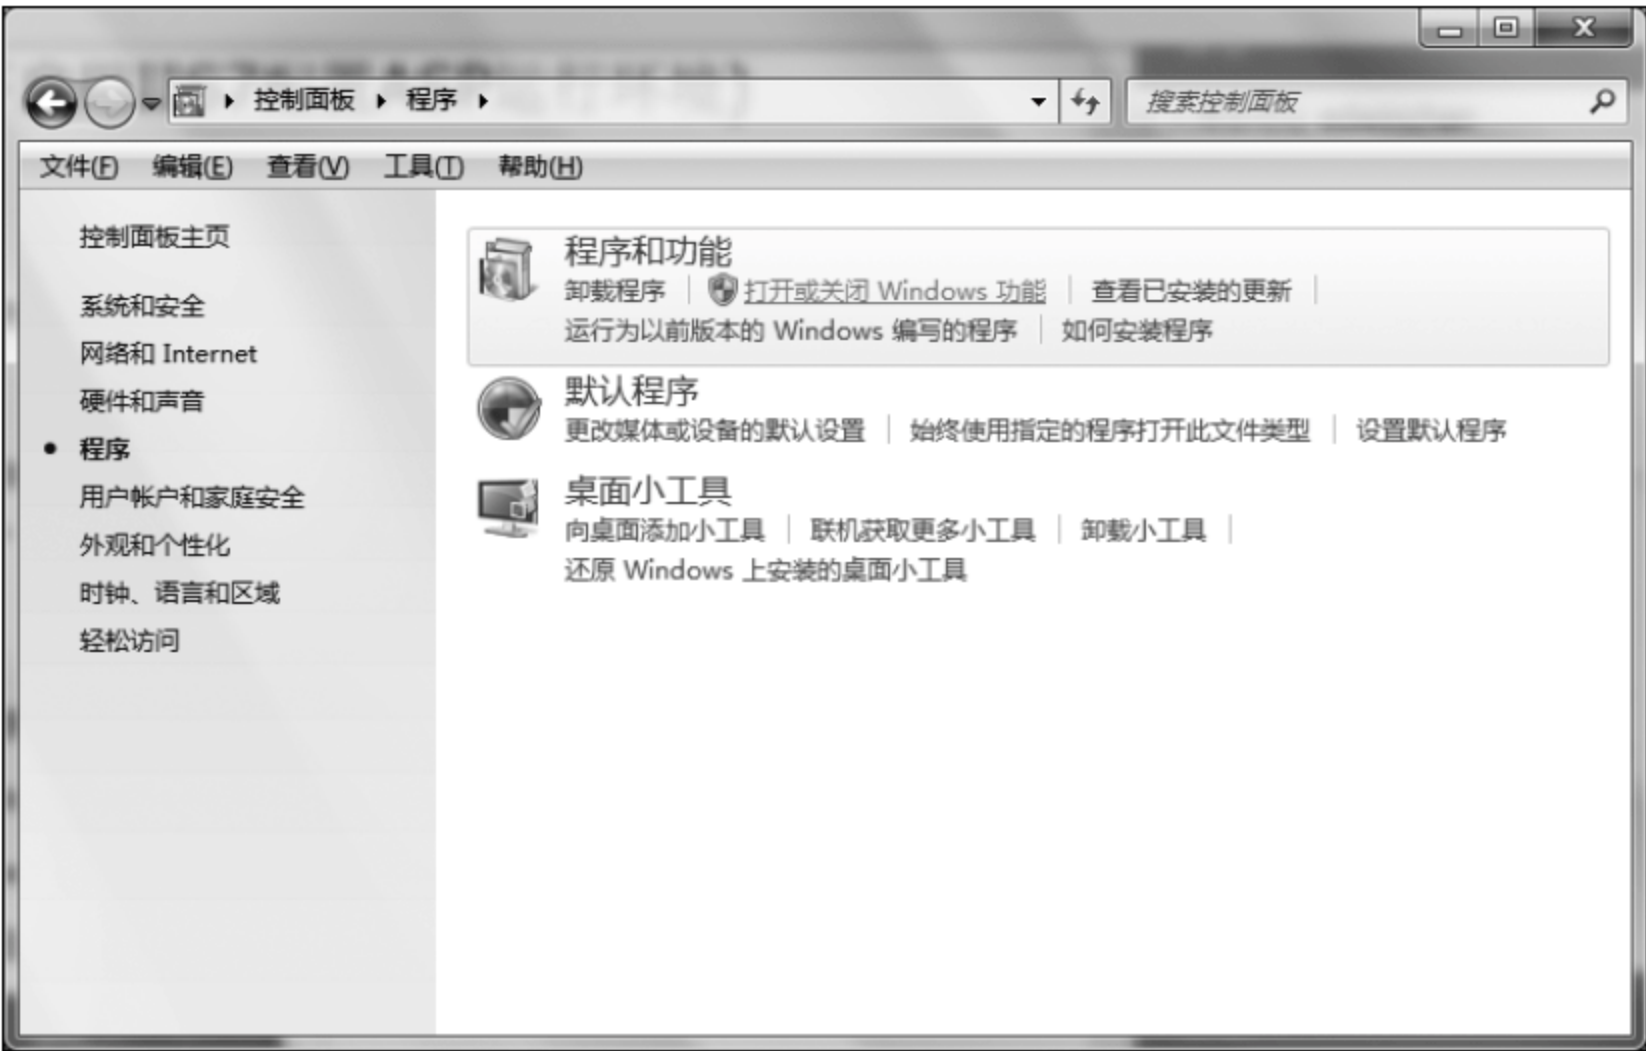 控制面板 程序
搜索控制面板
文件(F) 编辑(E) 查看(V) 工具(T) 帮助(H)
控制面板主页
系统和安全
网络和 Internet
硬件和声音
程序
用户帐户和家庭安全
外观和个性化
时钟、语言和区域
轻松访问
程序和功能
卸载程序 打开或关闭 Windows 功能 查看已安装的更新
运行为以前版本的 Windows 编写的程序 如何安装程序
默认程序
更改媒体或设备的默认设置 始终使用指定的程序打开此文件类型 设置默认程序
桌面小工具
向桌面添加小工具 联机获取更多小工具 卸载小工具
还原 Windows 上安装的桌面小工具